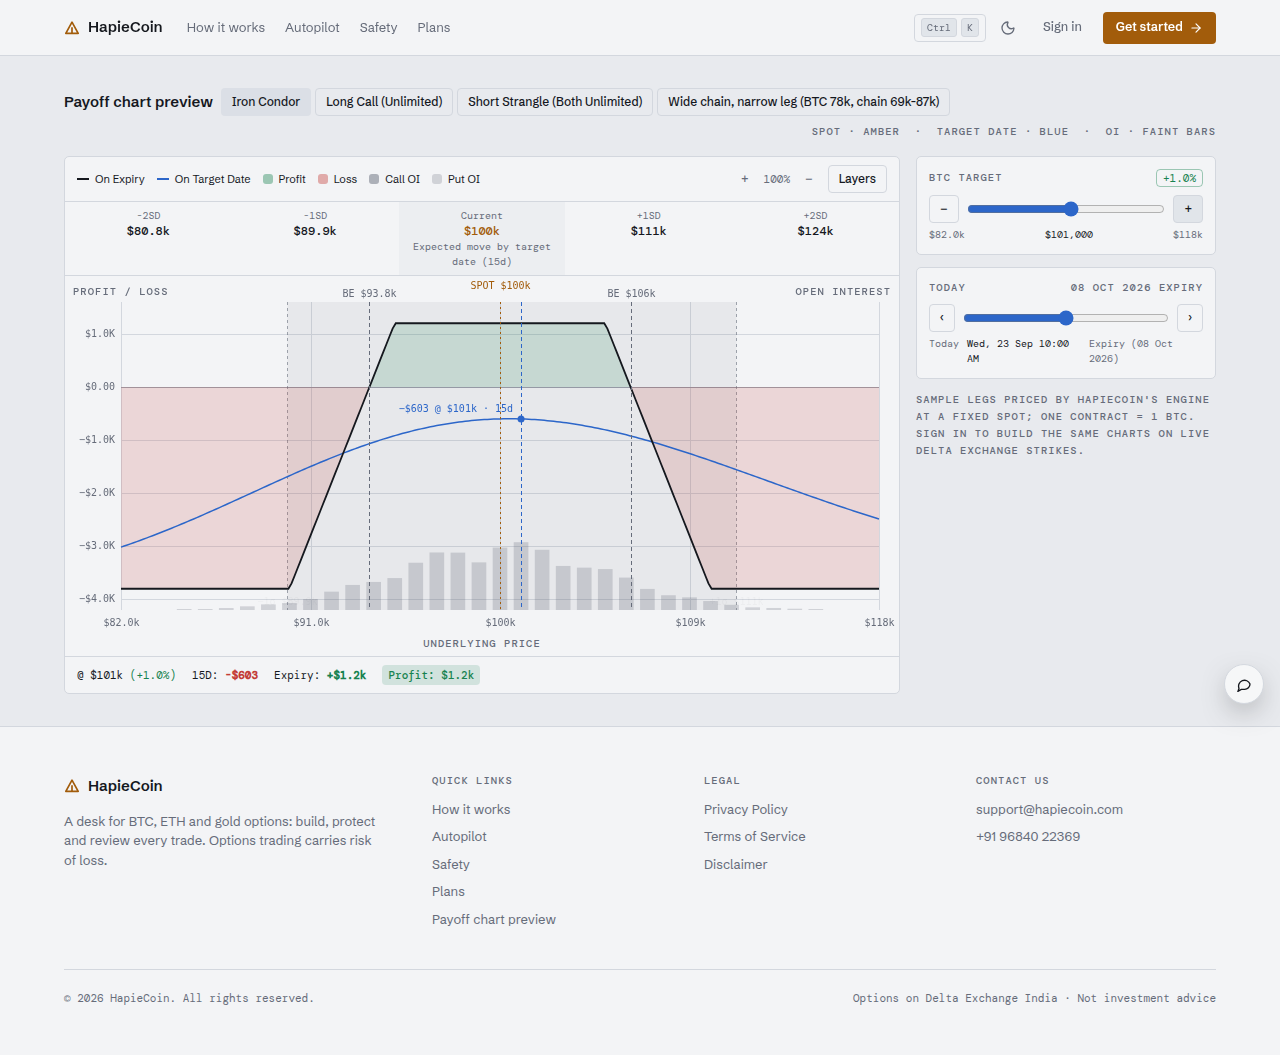 HapieCoin How it works Autopilot Safety Plans Ctrl K Sign in Get started →
Payoff chart preview Iron Condor Long Call (Unlimited) Short Strangle (Both Unlimited) Wide chain, narrow leg (BTC 78k, chain 69k-87k)
SPOT · AMBER · TARGET DATE · BLUE · OI · FAINT BARS
On Expiry On Target Date Profit Loss Call OI Put OI + 100% − Layers
-2SD -1SD Current +1SD +2SD
$80.8k $89.9k $100k $111k $124k
Expected move by target
date (15d)
PROFIT / LOSS BE $93.8k SPOT $100k BE $106k OPEN INTEREST
$1.0K
$0.00
−$603 @ $101k · 15d
−$1.0K
−$2.0K
−$3.0K
−$4.0K
$82.0k $91.0k $100k $109k $118k
UNDERLYING PRICE
@ $101k (+1.0%) 15D: -$603 Expiry: +$1.2k Profit: $1.2k
BTC TARGET +1.0%
− +
$82.0k $101,000 $118k
TODAY 08 OCT 2026 EXPIRY
‹ ›
Today Wed, 23 Sep 10:00 AM Expiry (08 Oct 2026)
SAMPLE LEGS PRICED BY HAPIECOIN'S ENGINE
AT A FIXED SPOT; ONE CONTRACT = 1 BTC.
SIGN IN TO BUILD THE SAME CHARTS ON LIVE
DELTA EXCHANGE STRIKES.
HapieCoin
A desk for BTC, ETH and gold options: build, protect
and review every trade. Options trading carries risk
of loss.
QUICK LINKS
How it works
Autopilot
Safety
Plans
Payoff chart preview
LEGAL
Privacy Policy
Terms of Service
Disclaimer
CONTACT US
support@hapiecoin.com
+91 96840 22369
© 2026 HapieCoin. All rights reserved.
Options on Delta Exchange India · Not investment advice